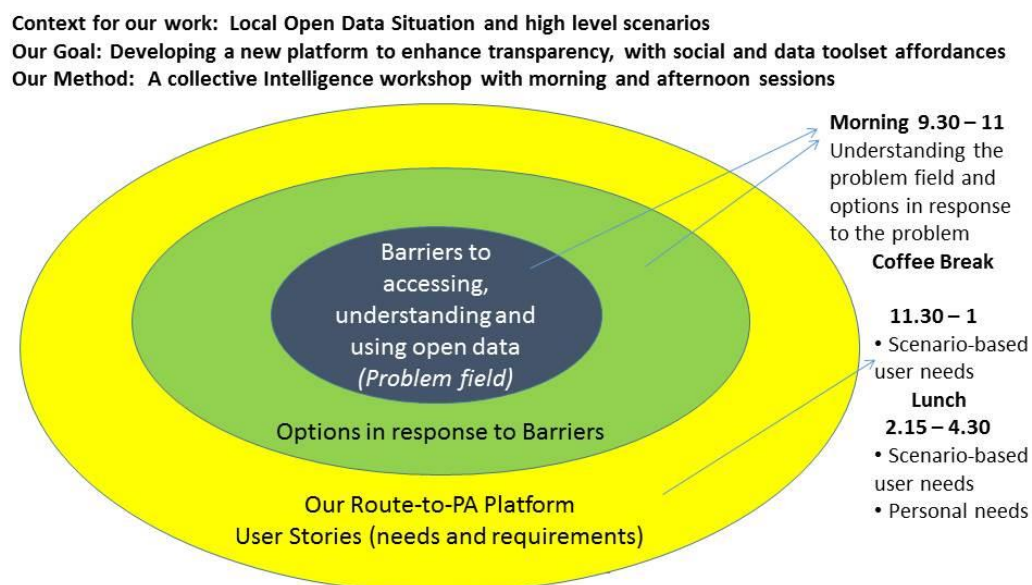 Context for our work:  Local Open Data Situation and high level scenarios
Our Goal: Developing a new platform to enhance transparency, with social and data toolset affordances
Our Method:  A collective Intelligence workshop with morning and afternoon sessions
Barriers to
accessing,
understanding and
using open data
(Problem field)
Options in response to Barriers
Our Route-to-PA Platform
User Stories (needs and requirements)
Morning 9.30 – 11
Understanding the
problem field and
options in response
to the problem
Coffee Break
11.30 – 1
• Scenario-based
user needs
Lunch
2.15 – 4.30
• Scenario-based
user needs
• Personal needs